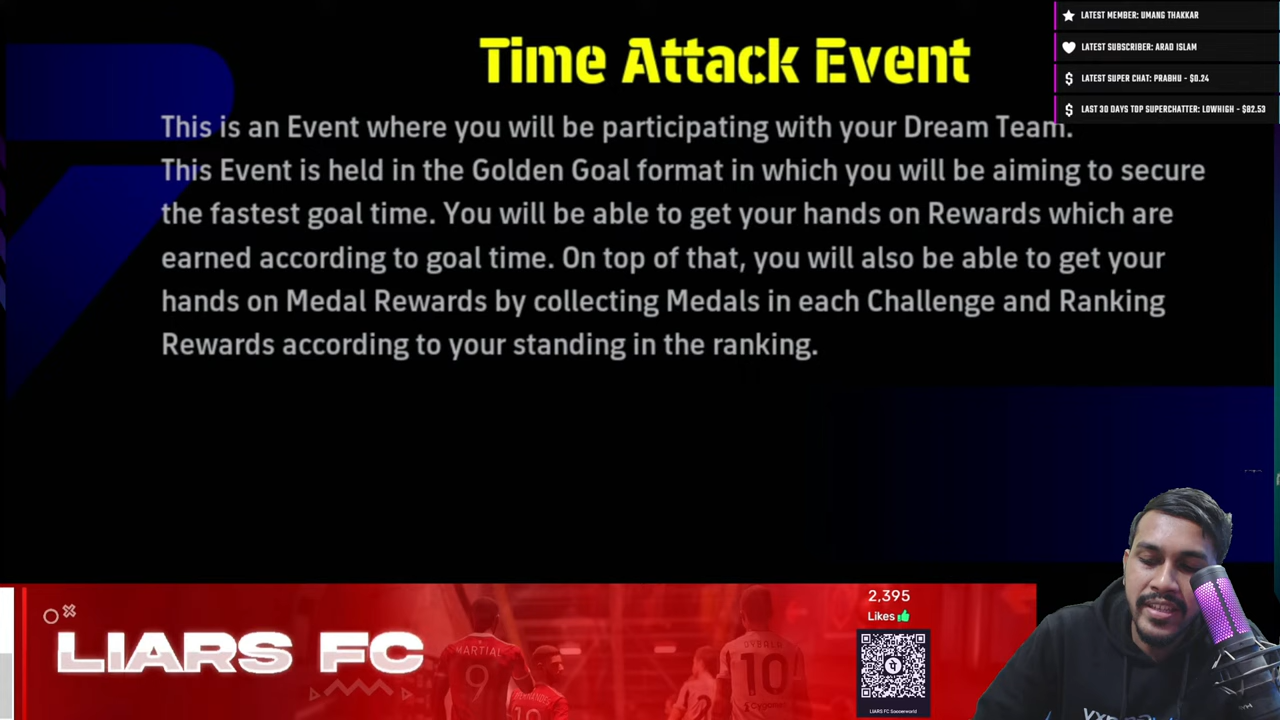 Time Attack Event
This is an Event where you will be participating with your Dream Team.
This Event is held in the Golden Goal format in which you will be aiming to secure
the fastest goal time. You will be able to get your hands on Rewards which are
earned according to goal time. On top of that, you will also be able to get your
hands on Medal Rewards by collecting Medals in each Challenge and Ranking
Rewards according to your standing in the ranking.
LATEST MEMBER: UMANG THAKKAR
LATEST SUBSCRIBER: ARAD ISLAM
LATEST SUPER CHAT: PRABHU - $0.24
LAST 30 DAYS TOP SUPERCHATTER: LOWHIGH - $82.53
LIARS FC
MARTIAL
9
DYBALA
10
2,395
Likes
LIARS FC Soccerworld